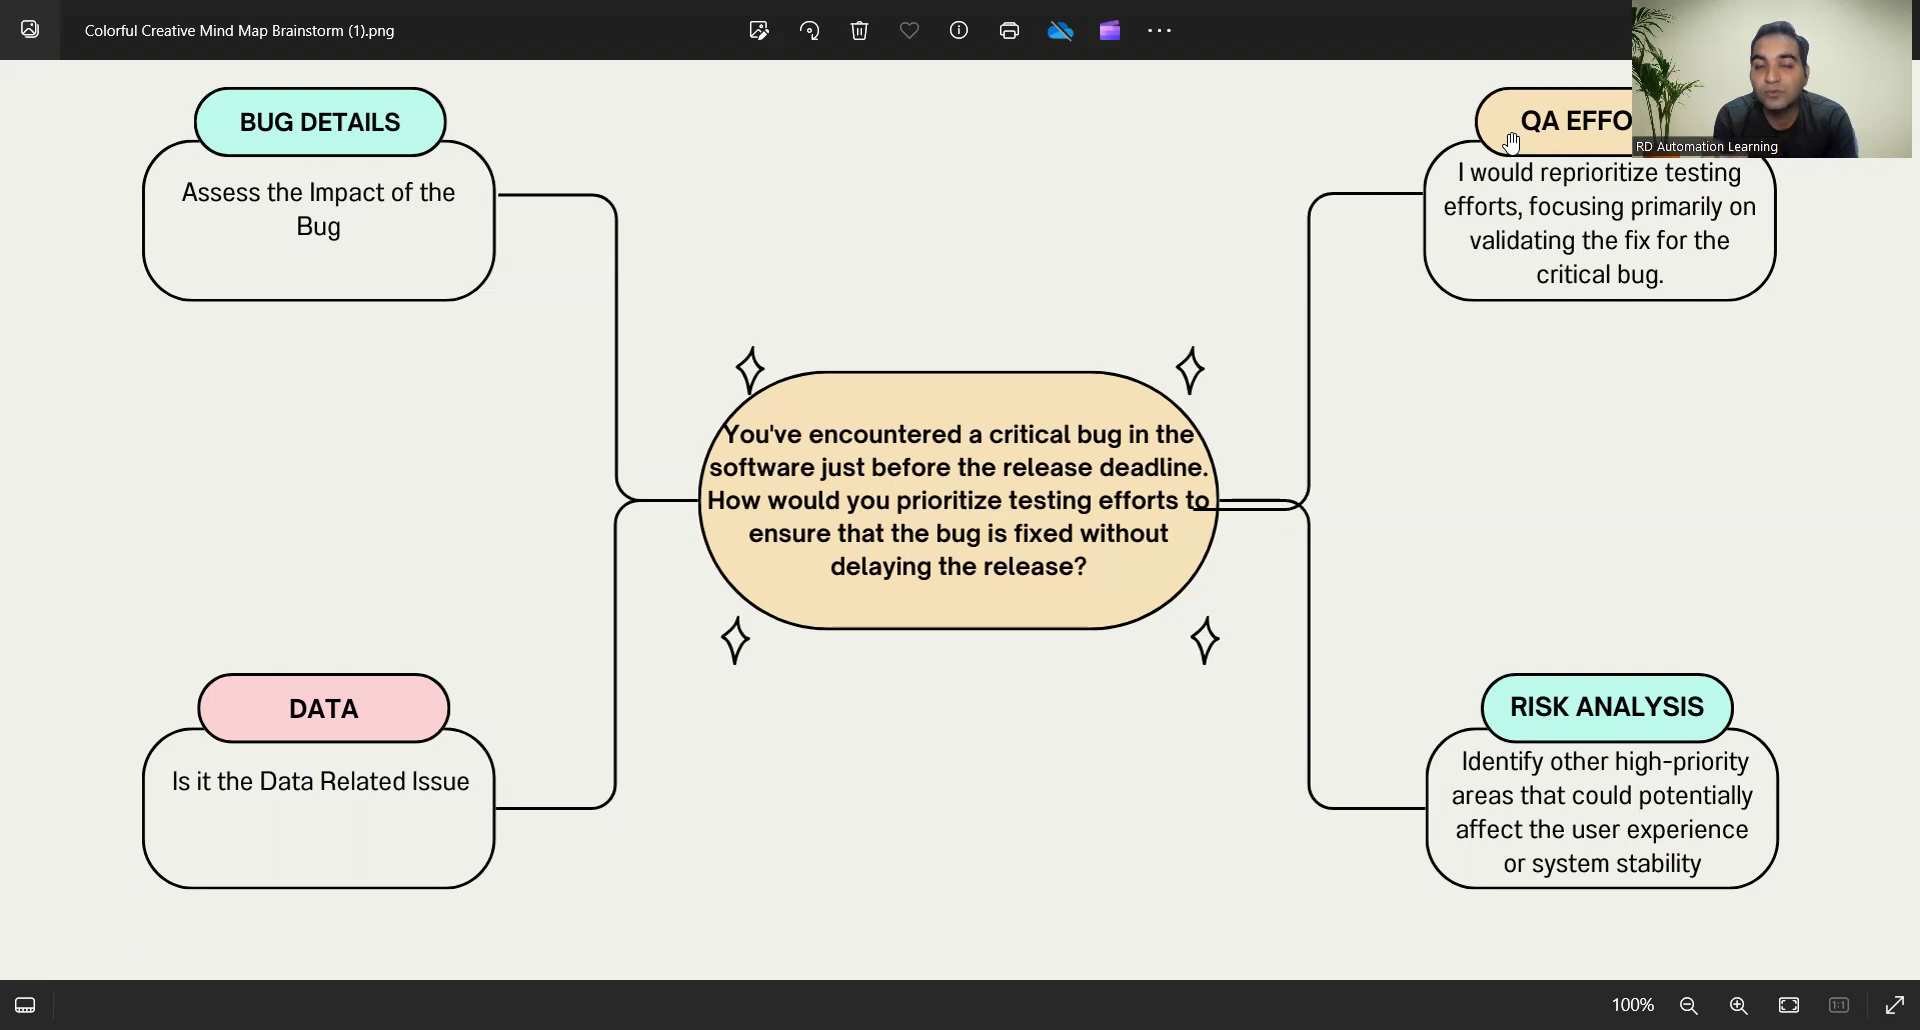 Colorful Creative Mind Map Brainstorm (1).png
RD Automation Learning
BUG DETAILS
Assess the Impact of the
Bug
QA EFFO
I would reprioritize testing
efforts, focusing primarily on
validating the fix for the
critical bug.
You've encountered a critical bug in the
software just before the release deadline.
How would you prioritize testing efforts to
ensure that the bug is fixed without
delaying the release?
DATA
Is it the Data Related Issue
RISK ANALYSIS
Identify other high-priority
areas that could potentially
affect the user experience
or system stability
100%
1:1